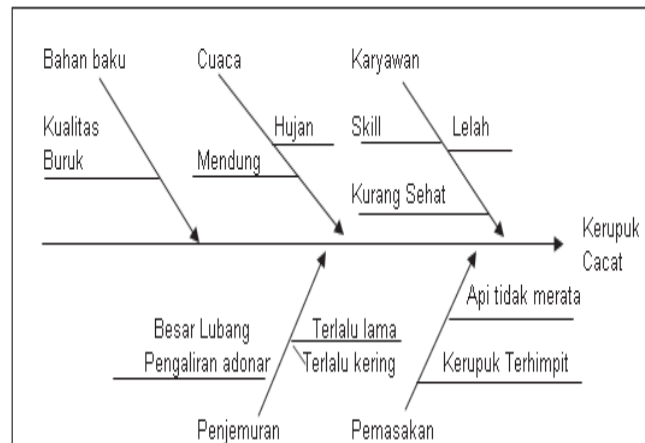 Bahan baku
Cuaca
Karyawan
Kualitas
Buruk
Hujan
Mendung
Skill
Lelah
Kurang Sehat
Kerupuk
Cacat
Besar Lubang
Pengaliran adonar
Terlalu lama
Terlalu kering
Api tidak merata
Kerupuk Terhimpit
Penjemuran
Pemasakan